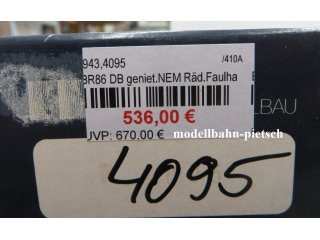 943,4095 /410A
BR86 DB geniet.NEM Räd.Faulha
536,00 €
LBAU
UVP: 670,00 €
modellbahn-pietsch
4095